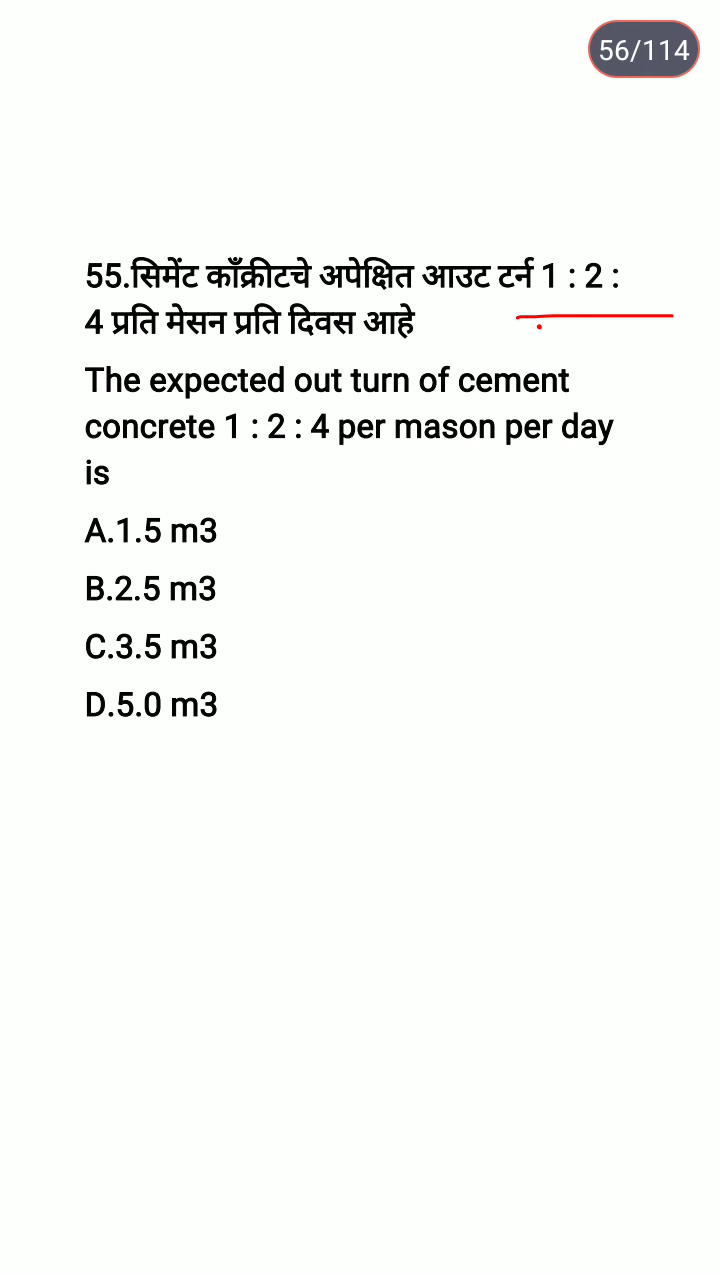 56/114
55.सिमेंट काँक्रीटचे अपेक्षित आउट टर्न 1 : 2 :
4 प्रति मेसन प्रति दिवस आहे
The expected out turn of cement
concrete 1 : 2 : 4 per mason per day
is
A.1.5 m3
B.2.5 m3
C.3.5 m3
D.5.0 m3